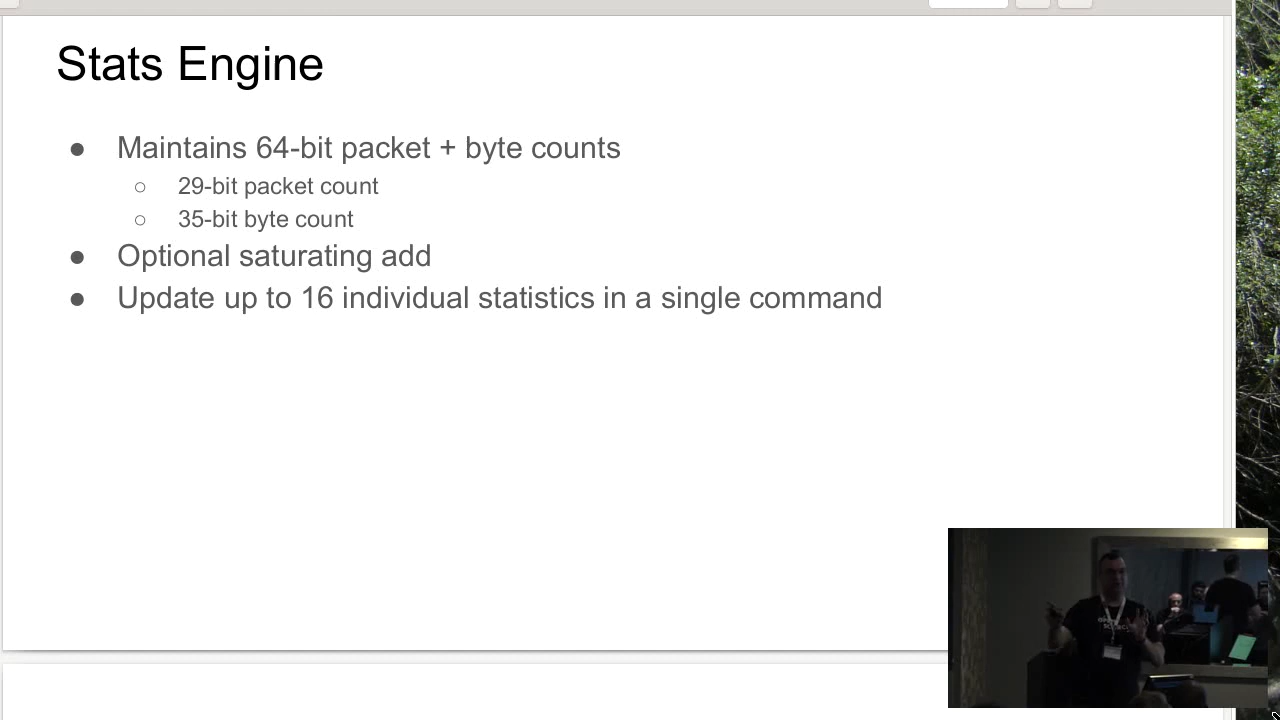 Stats Engine
● Maintains 64-bit packet + byte counts
○ 29-bit packet count
○ 35-bit byte count
● Optional saturating add
● Update up to 16 individual statistics in a single command